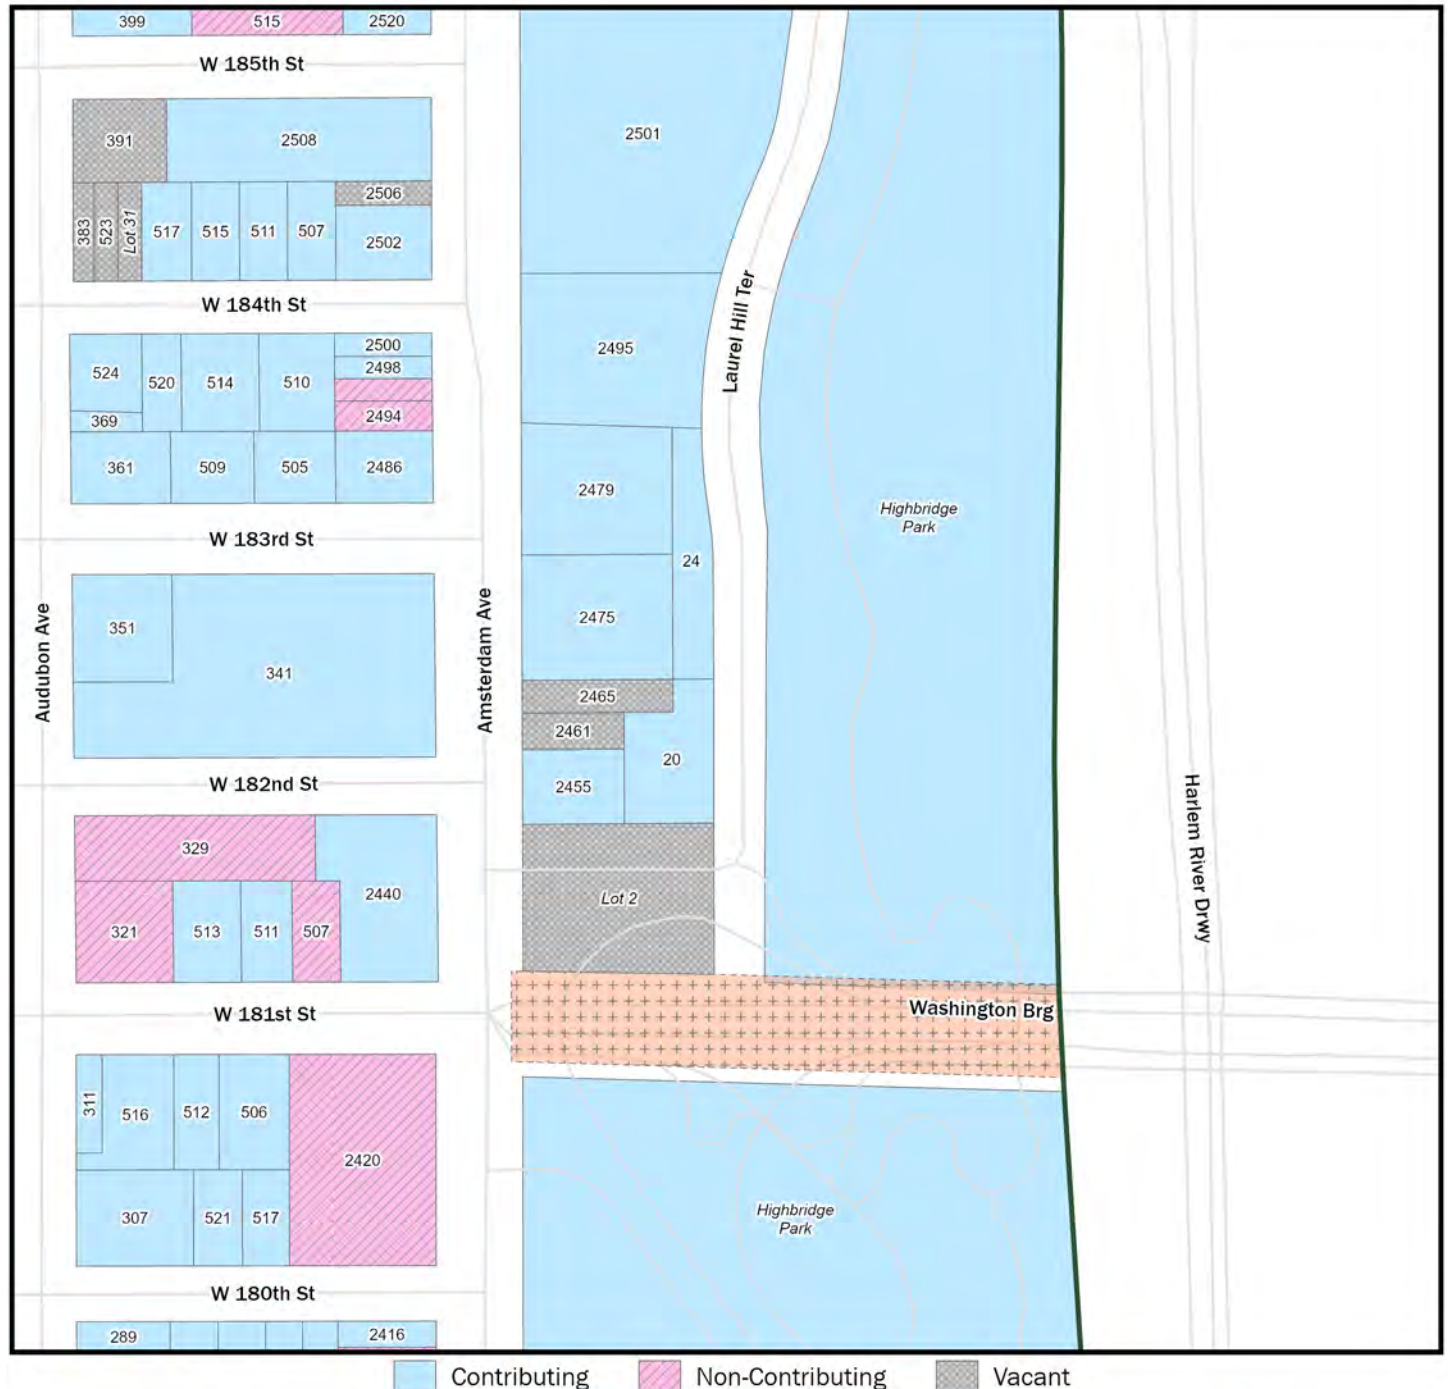 399
515
2520
W 185th St
391
2508
2501
2506
383
523
Lot 31
517
515
511
507
2502
W 184th St
Laurel Hill Ter
2500
2495
2498
524
520
514
510
2494
369
361
509
505
2486
2479
Highbridge
Park
W 183rd St
24
Audubon Ave
351
Amsterdam Ave
2475
341
2465
2461
20
W 182nd St
2455
Harlem River Drwy
329
2440
Lot 2
321
513
511
507
W 181st St
Washington Brg
311
516
512
506
2420
307
521
517
Highbridge
Park
W 180th St
289
2416
Contributing
Non-Contributing
Vacant